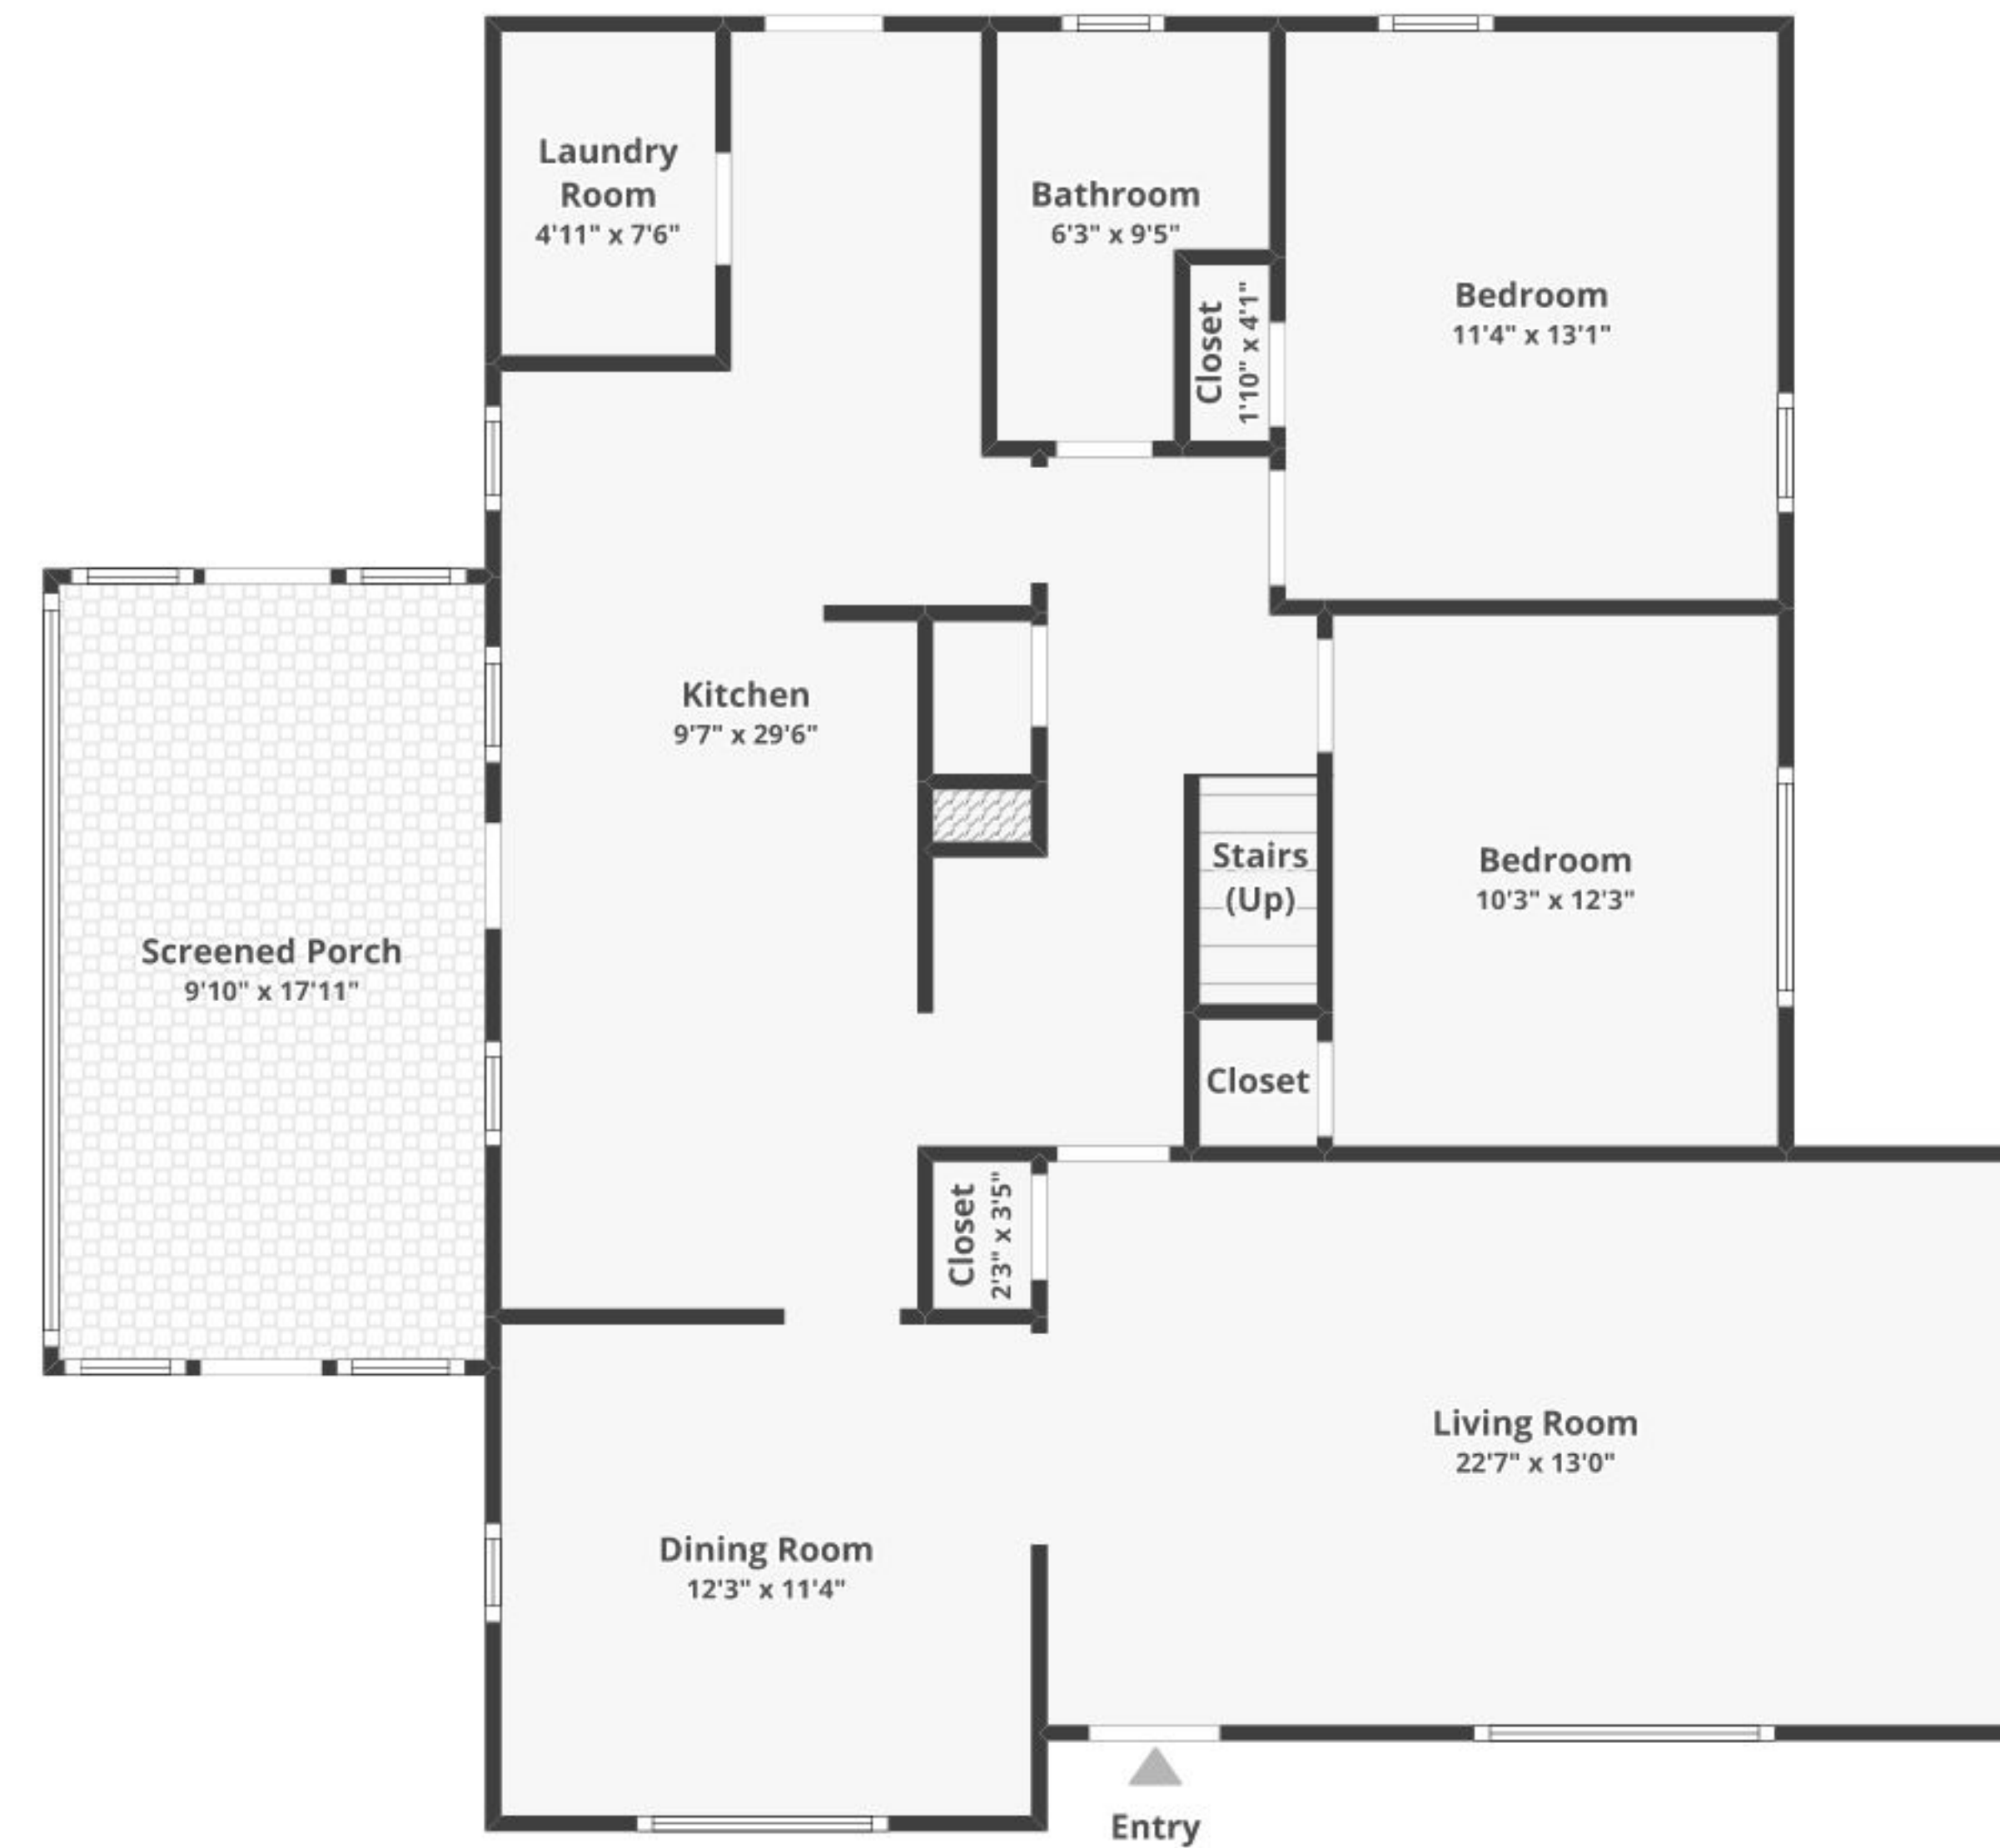 Laundry
Room
4'11" x 7'6"
Bathroom
6'3" x 9'5"
Closet
1'10" x 4'1"
Bedroom
11'4" x 13'1"
Kitchen
9'7" x 29'6"
Stairs
(Up)
Bedroom
10'3" x 12'3"
Screened Porch
9'10" x 17'11"
Closet
Closet
2'3" x 3'5"
Living Room
22'7" x 13'0"
Dining Room
12'3" x 11'4"
Entry